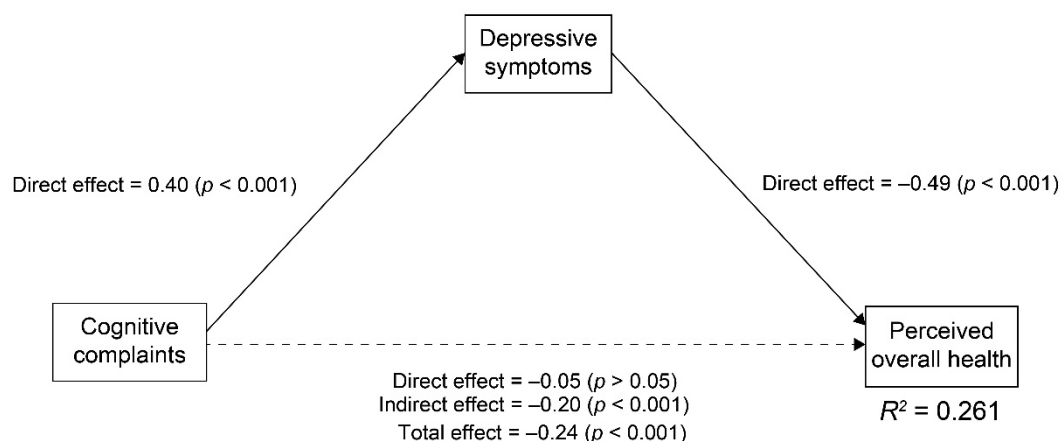 Depressive
symptoms
Direct effect = 0.40 (p < 0.001)
Direct effect = –0.49 (p < 0.001)
Cognitive
complaints
Perceived
overall health
Direct effect = –0.05 (p > 0.05)
Indirect effect = –0.20 (p < 0.001)
Total effect = –0.24 (p < 0.001)
R² = 0.261